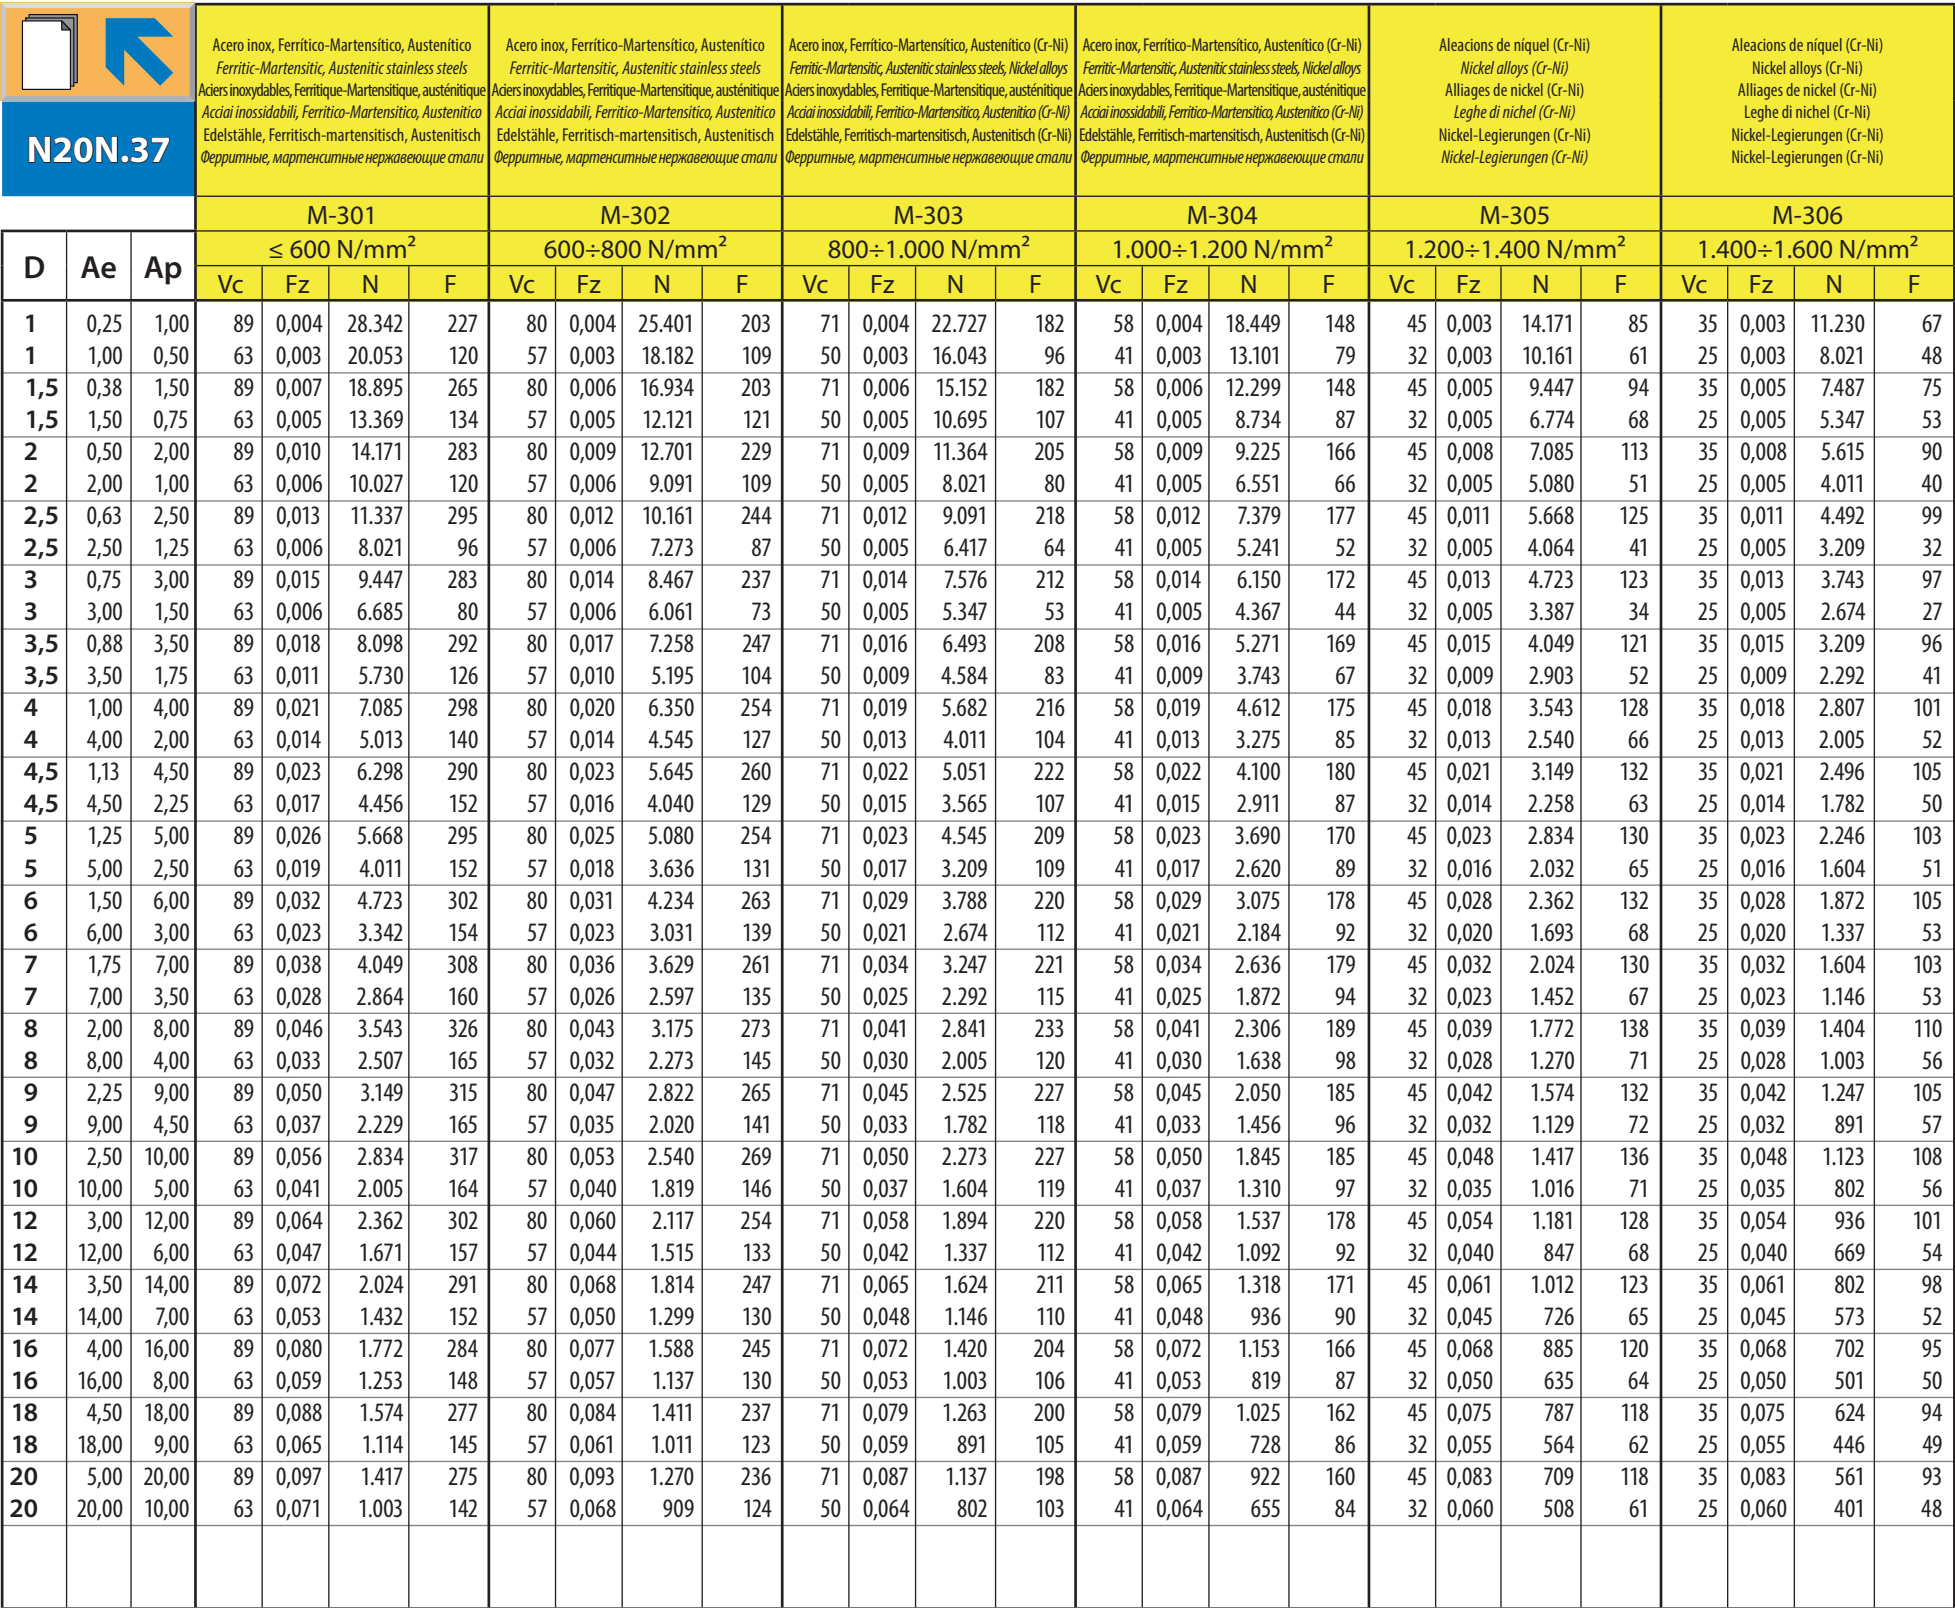 Acero inox, Ferrítico-Martensítico, Austenítico
Ferritic-Martensitic, Austenitic stainless steels
Aciers inoxydables, Ferritique-Martensitique, austénitique
Acciai inossidabili, Ferritico-Martensitico, Austenitico
Edelstähle, Ferritisch-martensitisch, Austenitisch
Ферритные, мартенситные нержавеющие стали
Acero inox, Ferrítico-Martensítico, Austenítico
Ferritic-Martensitic, Austenitic stainless steels
Aciers inoxydables, Ferritique-Martensitique, austénitique
Acciai inossidabili, Ferritico-Martensitico, Austenitico
Edelstähle, Ferritisch-martensitisch, Austenitisch
Ферритные, мартенситные нержавеющие стали
Acero inox, Ferrítico-Martensítico, Austenítico (Cr-Ni)
Ferritic-Martensitic, Austenitic stainless steels, Nickel alloys
Aciers inoxydables, Ferritique-Martensitique, austénitique
Acciai inossidabili, Ferritico-Martensitico, Austenitico (Cr-Ni)
Edelstähle, Ferritisch-martensitisch, Austenitisch (Cr-Ni)
Ферритные, мартенситные нержавеющие стали
Acero inox, Ferrítico-Martensítico, Austenítico (Cr-Ni)
Ferritic-Martensitic, Austenitic stainless steels, Nickel alloys
Aciers inoxydables, Ferritique-Martensitique, austénitique
Acciai inossidabili, Ferritico-Martensitico, Austenitico (Cr-Ni)
Edelstähle, Ferritisch-martensitisch, Austenitisch (Cr-Ni)
Ферритные, мартенситные нержавеющие стали
Aleacions de níquel (Cr-Ni)
Nickel alloys (Cr-Ni)
Alliages de nickel (Cr-Ni)
Leghe di nichel (Cr-Ni)
Nickel-Legierungen (Cr-Ni)
Nickel-Legierungen (Cr-Ni)
Aleacions de níquel (Cr-Ni)
Nickel alloys (Cr-Ni)
Alliages de nickel (Cr-Ni)
Leghe di nichel (Cr-Ni)
Nickel-Legierungen (Cr-Ni)
Nickel-Legierungen (Cr-Ni)
N20N.37
M-301 M-302 M-303 M-304 M-305 M-306
≤ 600 N/mm² 600÷800 N/mm² 800÷1.000 N/mm² 1.000÷1.200 N/mm² 1.200÷1.400 N/mm² 1.400÷1.600 N/mm²
D Ae Ap Vc Fz N F Vc Fz N F Vc Fz N F Vc Fz N F Vc Fz N F Vc Fz N F
1 0,25 1,00 89 0,004 28.342 227 80 0,004 25.401 203 71 0,004 22.727 182 58 0,004 18.449 148 45 0,003 14.171 85 35 0,003 11.230 67
1 1,00 0,50 63 0,003 20.053 120 57 0,003 18.182 109 50 0,003 16.043 96 41 0,003 13.101 79 32 0,003 10.161 61 25 0,003 8.021 48
1,5 0,38 1,50 89 0,007 18.895 265 80 0,006 16.934 203 71 0,006 15.152 182 58 0,006 12.299 148 45 0,005 9.447 94 35 0,005 7.487 75
1,5 1,50 0,75 63 0,005 13.369 134 57 0,005 12.121 121 50 0,005 10.695 107 41 0,005 8.734 87 32 0,005 6.774 68 25 0,005 5.347 53
2 0,50 2,00 89 0,010 14.171 283 80 0,009 12.701 229 71 0,009 11.364 205 58 0,009 9.225 166 45 0,008 7.085 113 35 0,008 5.615 90
2 2,00 1,00 63 0,006 10.027 120 57 0,006 9.091 109 50 0,005 8.021 80 41 0,005 6.551 66 32 0,005 5.080 51 25 0,005 4.011 40
2,5 0,63 2,50 89 0,013 11.337 295 80 0,012 10.161 244 71 0,012 9.091 218 58 0,012 7.379 177 45 0,011 5.668 125 35 0,011 4.492 99
2,5 2,50 1,25 63 0,006 8.021 96 57 0,006 7.273 87 50 0,005 6.417 64 41 0,005 5.241 52 32 0,005 4.064 41 25 0,005 3.209 32
3 0,75 3,00 89 0,015 9.447 283 80 0,014 8.467 237 71 0,014 7.576 212 58 0,014 6.150 172 45 0,013 4.723 123 35 0,013 3.743 97
3 3,00 1,50 63 0,006 6.685 80 57 0,006 6.061 73 50 0,005 5.347 53 41 0,005 4.367 44 32 0,005 3.387 34 25 0,005 2.674 27
3,5 0,88 3,50 89 0,018 8.098 292 80 0,017 7.258 247 71 0,016 6.493 208 58 0,016 5.271 169 45 0,015 4.049 121 35 0,015 3.209 96
3,5 3,50 1,75 63 0,011 5.730 126 57 0,010 5.195 104 50 0,009 4.584 83 41 0,009 3.743 67 32 0,009 2.903 52 25 0,009 2.292 41
4 1,00 4,00 89 0,021 7.085 298 80 0,020 6.350 254 71 0,019 5.682 216 58 0,019 4.612 175 45 0,018 3.543 128 35 0,018 2.807 101
4 4,00 2,00 63 0,014 5.013 140 57 0,014 4.545 127 50 0,013 4.011 104 41 0,013 3.275 85 32 0,013 2.540 66 25 0,013 2.005 52
4,5 1,13 4,50 89 0,023 6.298 290 80 0,023 5.645 260 71 0,022 5.051 222 58 0,022 4.100 180 45 0,021 3.149 132 35 0,021 2.496 105
4,5 4,50 2,25 63 0,017 4.456 152 57 0,016 4.040 129 50 0,015 3.565 107 41 0,015 2.911 87 32 0,014 2.258 63 25 0,014 1.782 50
5 1,25 5,00 89 0,026 5.668 295 80 0,025 5.080 254 71 0,023 4.545 209 58 0,023 3.690 170 45 0,023 2.834 130 35 0,023 2.246 103
5 5,00 2,50 63 0,019 4.011 152 57 0,018 3.636 131 50 0,017 3.209 109 41 0,017 2.620 89 32 0,016 2.032 65 25 0,016 1.604 51
6 1,50 6,00 89 0,032 4.723 302 80 0,031 4.234 263 71 0,029 3.788 220 58 0,029 3.075 178 45 0,028 2.362 132 35 0,028 1.872 105
6 6,00 3,00 63 0,023 3.342 154 57 0,023 3.031 139 50 0,021 2.674 112 41 0,021 2.184 92 32 0,020 1.693 68 25 0,020 1.337 53
7 1,75 7,00 89 0,038 4.049 308 80 0,036 3.629 261 71 0,034 3.247 221 58 0,034 2.636 179 45 0,032 2.024 130 35 0,032 1.604 103
7 7,00 3,50 63 0,028 2.864 160 57 0,026 2.597 135 50 0,025 2.292 115 41 0,025 1.872 94 32 0,023 1.452 67 25 0,023 1.146 53
8 2,00 8,00 89 0,046 3.543 326 80 0,043 3.175 273 71 0,041 2.841 233 58 0,041 2.306 189 45 0,039 1.772 138 35 0,039 1.404 110
8 8,00 4,00 63 0,033 2.507 165 57 0,032 2.273 145 50 0,030 2.005 120 41 0,030 1.638 98 32 0,028 1.270 71 25 0,028 1.003 56
9 2,25 9,00 89 0,050 3.149 315 80 0,047 2.822 265 71 0,045 2.525 227 58 0,045 2.050 185 45 0,042 1.574 132 35 0,042 1.247 105
9 9,00 4,50 63 0,037 2.229 165 57 0,035 2.020 141 50 0,033 1.782 118 41 0,033 1.456 96 32 0,032 1.129 72 25 0,032 891 57
10 2,50 10,00 89 0,056 2.834 317 80 0,053 2.540 269 71 0,050 2.273 227 58 0,050 1.845 185 45 0,048 1.417 136 35 0,048 1.123 108
10 10,00 5,00 63 0,041 2.005 164 57 0,040 1.819 146 50 0,037 1.604 119 41 0,037 1.310 97 32 0,035 1.016 71 25 0,035 802 56
12 3,00 12,00 89 0,064 2.362 302 80 0,060 2.117 254 71 0,058 1.894 220 58 0,058 1.537 178 45 0,054 1.181 128 35 0,054 936 101
12 12,00 6,00 63 0,047 1.671 157 57 0,044 1.515 133 50 0,042 1.337 112 41 0,042 1.092 92 32 0,040 847 68 25 0,040 669 54
14 3,50 14,00 89 0,072 2.024 291 80 0,068 1.814 247 71 0,065 1.624 211 58 0,065 1.318 171 45 0,061 1.012 123 35 0,061 802 98
14 14,00 7,00 63 0,053 1.432 152 57 0,050 1.299 130 50 0,048 1.146 110 41 0,048 936 90 32 0,045 726 65 25 0,045 573 52
16 4,00 16,00 89 0,080 1.772 284 80 0,077 1.588 245 71 0,072 1.420 204 58 0,072 1.153 166 45 0,068 885 120 35 0,068 702 95
16 16,00 8,00 63 0,059 1.253 148 57 0,057 1.137 130 50 0,053 1.003 106 41 0,053 819 87 32 0,050 635 64 25 0,050 501 50
18 4,50 18,00 89 0,088 1.574 277 80 0,084 1.411 237 71 0,079 1.263 200 58 0,079 1.025 162 45 0,075 787 118 35 0,075 624 94
18 18,00 9,00 63 0,065 1.114 145 57 0,061 1.011 123 50 0,059 891 105 41 0,059 728 86 32 0,055 564 62 25 0,055 446 49
20 5,00 20,00 89 0,097 1.417 275 80 0,093 1.270 236 71 0,087 1.137 198 58 0,087 922 160 45 0,083 709 118 35 0,083 561 93
20 20,00 10,00 63 0,071 1.003 142 57 0,068 909 124 50 0,064 802 103 41 0,064 655 84 32 0,060 508 61 25 0,060 401 48